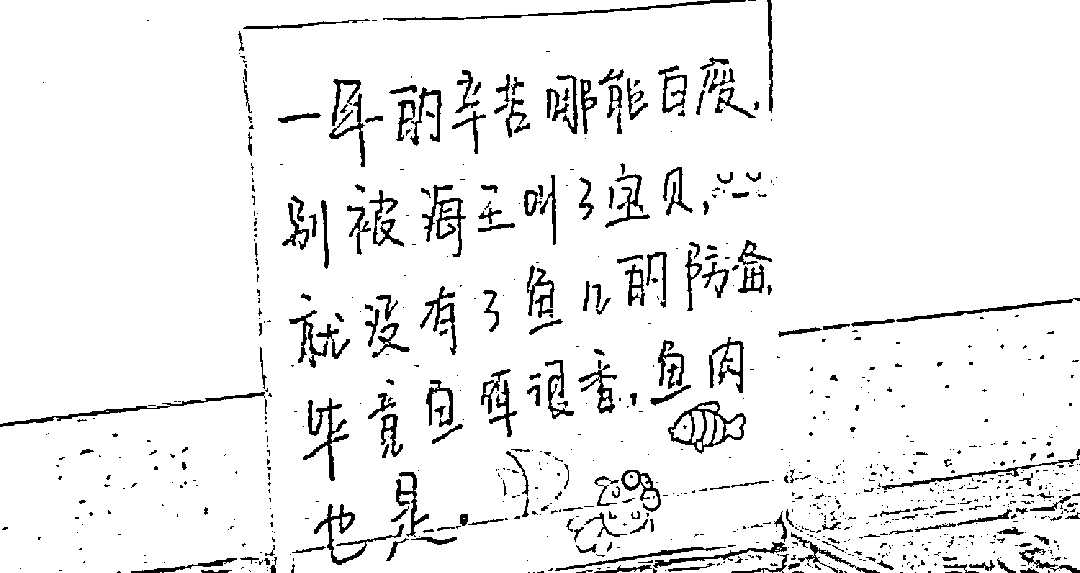 一年的辛苦哪能白废,
别被海王叫了宝贝,
就没有了鱼儿的防备,
毕竟鱼饵很香,鱼肉
也是.